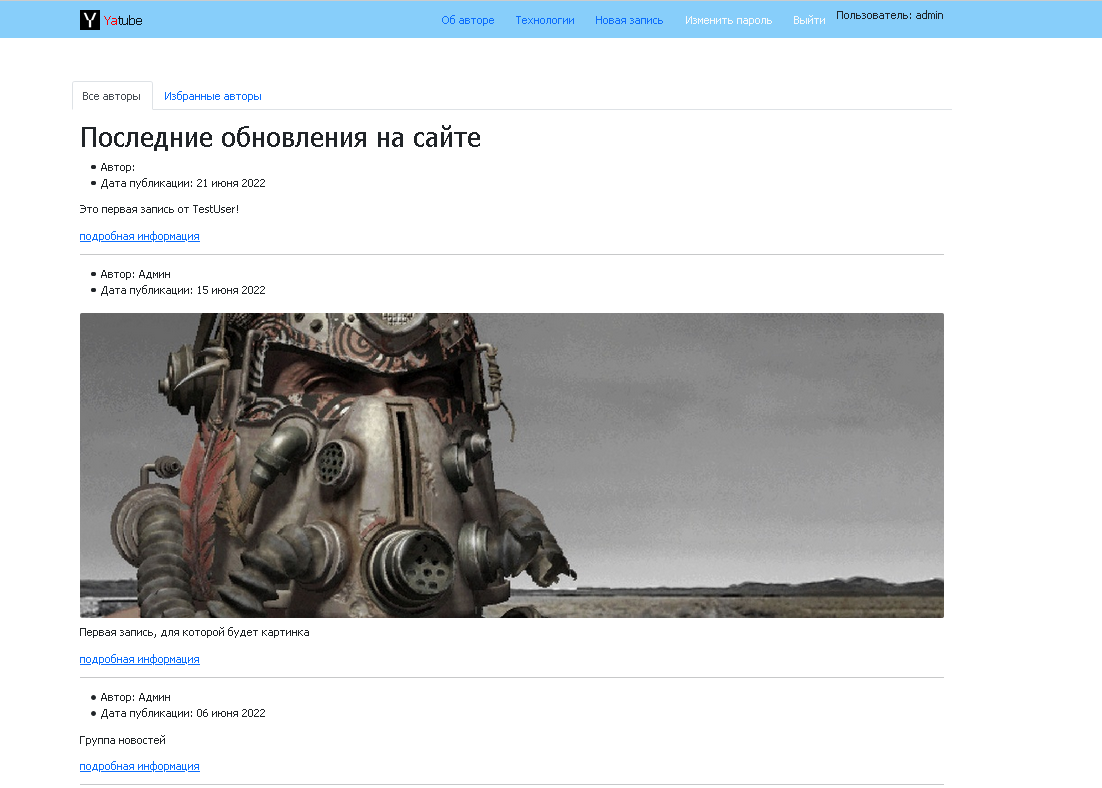 Y Yatube Об авторе Технологии Новая запись Изменить пароль Выйти Пользователь: admin
Все авторы Избранные авторы
Последние обновления на сайте
Автор:
Дата публикации: 21 июня 2022
Это первая запись от TestUser!
подробная информация
Автор: Админ
Дата публикации: 15 июня 2022
Первая запись, для которой будет картинка
подробная информация
Автор: Админ
Дата публикации: 06 июня 2022
Группа новостей
подробная информация